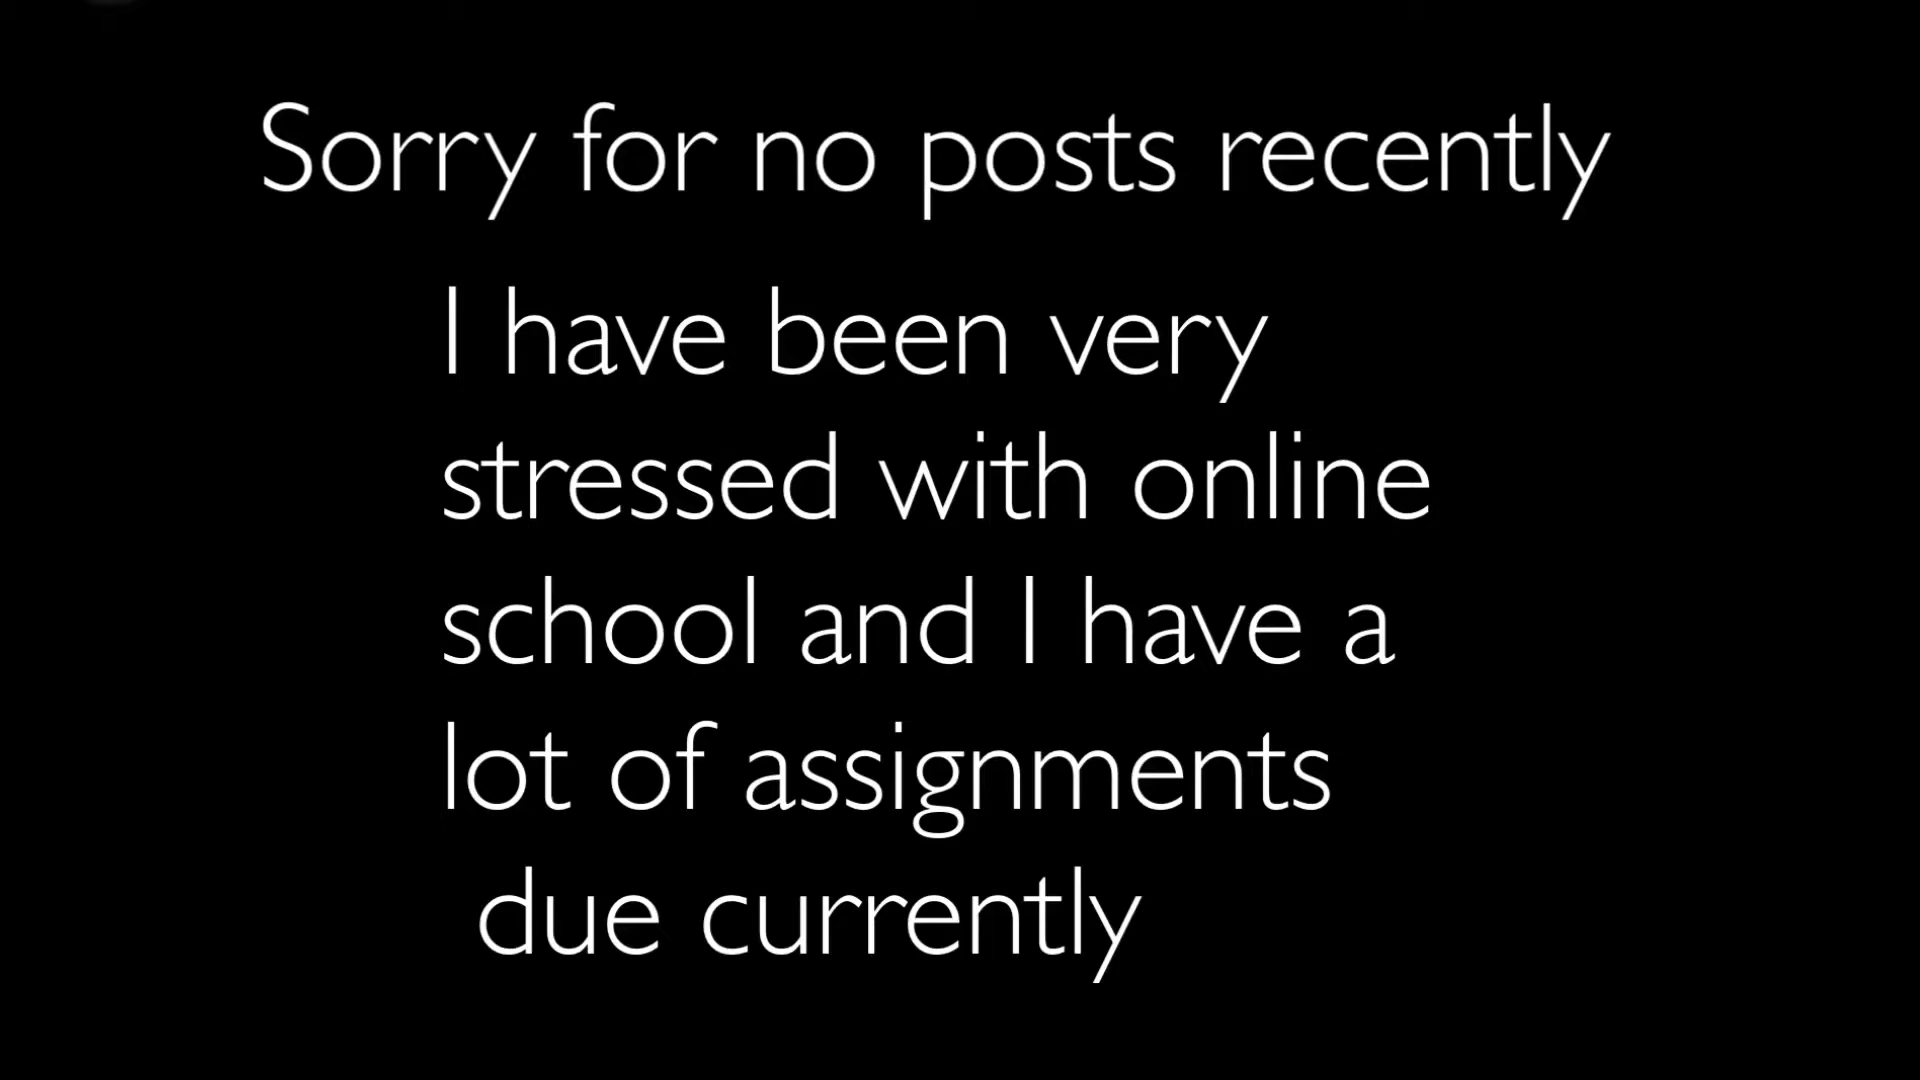 Sorry for no posts recently
I have been very
stressed with online
school and I have a
lot of assignments
due currently